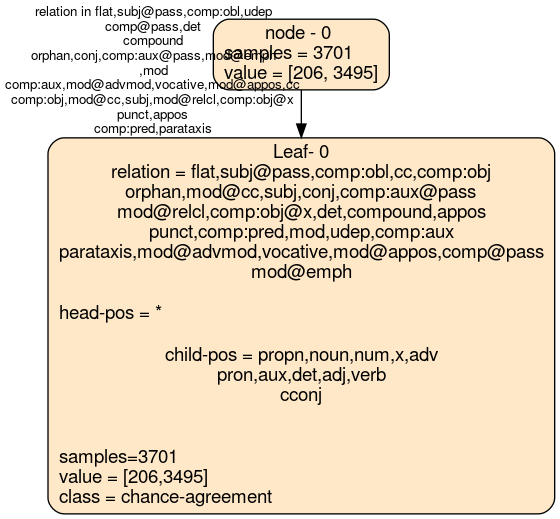 relation in flat,subj@pass,comp:obl,udep
comp@pass,det
compound
orphan,conj,comp:aux@pass,mod@emph
,mod
comp:aux,mod@advmod,vocative,mod@appos,cc
comp:obj,mod@cc,subj,mod@relcl,comp:obj@x
punct,appos
comp:pred,parataxis
node - 0
samples = 3701
value = [206, 3495]
Leaf- 0
relation = flat,subj@pass,comp:obl,cc,comp:obj
orphan,mod@cc,subj,conj,comp:aux@pass
mod@relcl,comp:obj@x,det,compound,appos
punct,comp:pred,mod,udep,comp:aux
parataxis,mod@advmod,vocative,mod@appos,comp@pass
mod@emph
head-pos = *
child-pos = propn,noun,num,x,adv
pron,aux,det,adj,verb
cconj
samples=3701
value = [206,3495]
class = chance-agreement